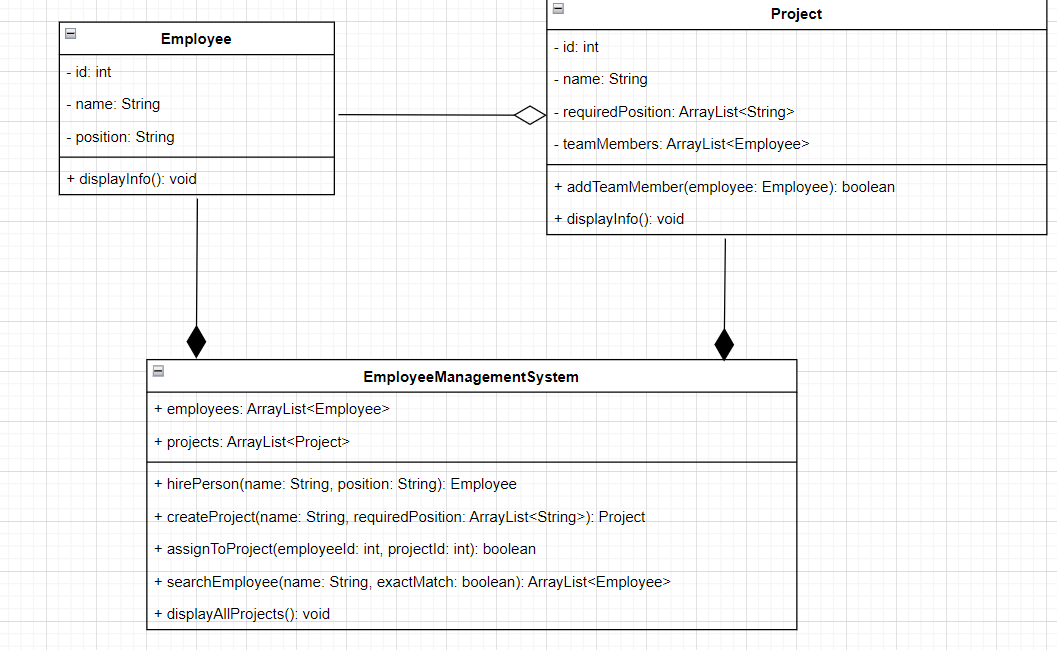 Employee
- id: int
- name: String
- position: String
+ displayInfo(): void
Project
- id: int
- name: String
- requiredPosition: ArrayList<String>
- teamMembers: ArrayList<Employee>
+ addTeamMember(employee: Employee): boolean
+ displayInfo(): void
EmployeeManagementSystem
+ employees: ArrayList<Employee>
+ projects: ArrayList<Project>
+ hirePerson(name: String, position: String): Employee
+ createProject(name: String, requiredPosition: ArrayList<String>): Project
+ assignToProject(employeeId: int, projectId: int): boolean
+ searchEmployee(name: String, exactMatch: boolean): ArrayList<Employee>
+ displayAllProjects(): void